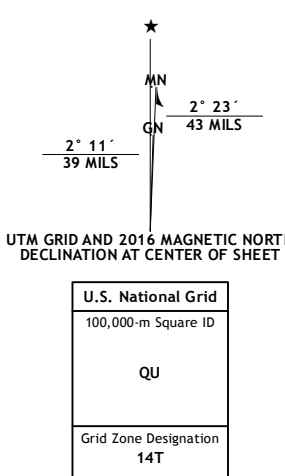 ★
MN
2° 23´
43 MILS
GN
2° 11´
39 MILS
UTM GRID AND 2016 MAGNETIC NORT
DECLINATION AT CENTER OF SHEET
U.S. National Grid
100,000-m Square ID
QU
Grid Zone Designation
14T